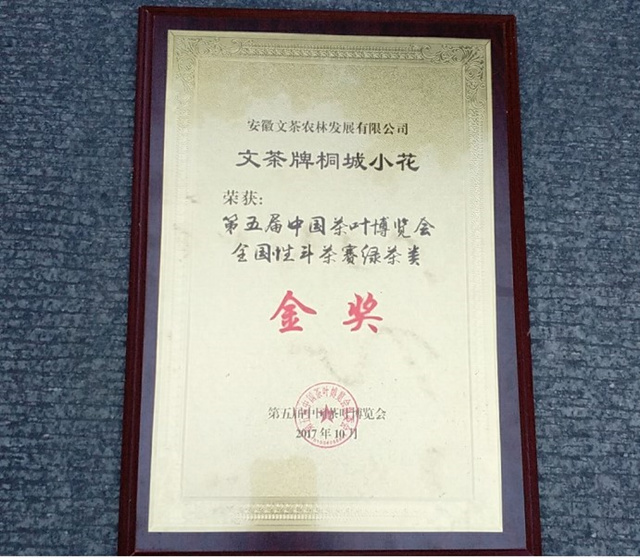 安徽文茶农林发展有限公司
文茶牌桐城小花
荣获：
第五届中国茶叶博览会
全国性斗茶赛绿茶类
金奖
第五届中国茶叶博览会
2017年10月